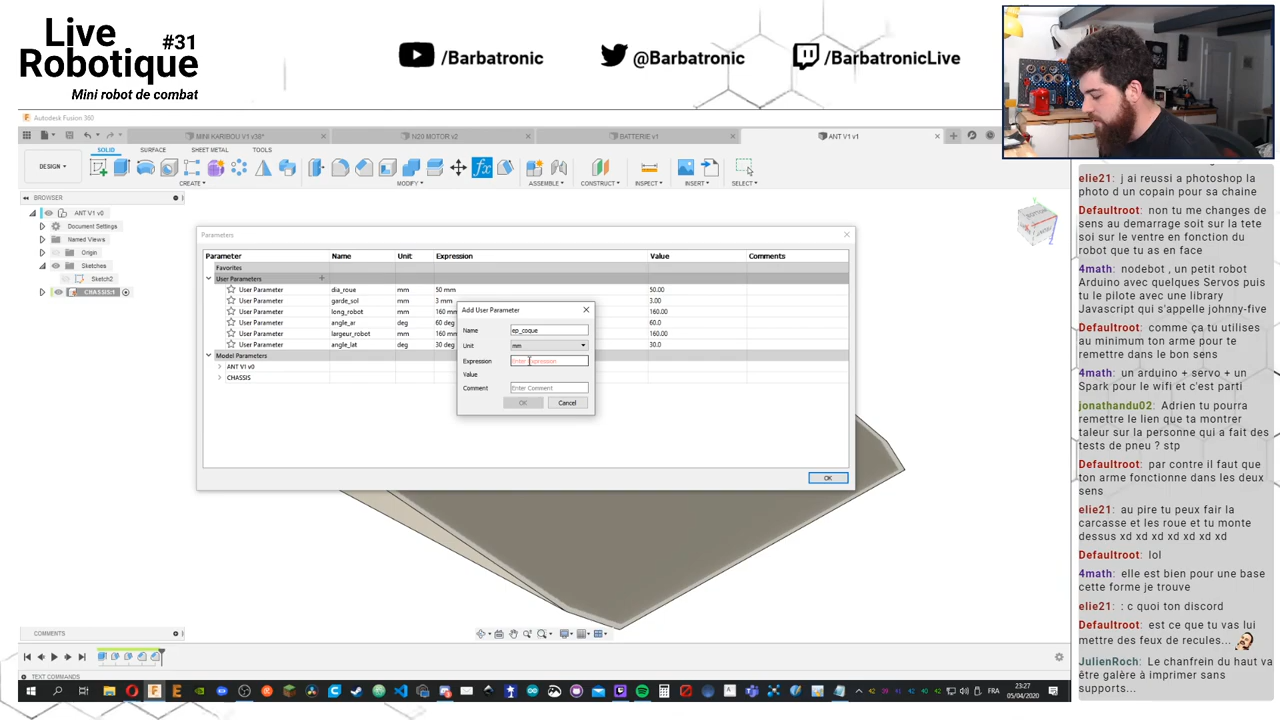 Live
Robotique
#31
Mini robot de combat
/Barbatronic
@Barbatronic
/BarbatronicLive
Autodesk Fusion 360
MINI KARIBOU V1 v38*
N20 MOTOR v2
BATTERIE v1
ANT V1 v1
SOLID
SURFACE
SHEET METAL
TOOLS
DESIGN
CREATE
MODIFY
ASSEMBLE
CONSTRUCT
INSPECT
INSERT
SELECT
BROWSER
ANT V1 v0
Document Settings
Named Views
Origin
Sketches
Sketch2
CHASSIS:1
Parameters
Parameter Name Unit Expression Value Comments
Favorites
User Parameters
User Parameter dia_roue mm 50 mm 50.00
User Parameter garde_sol mm 3 mm 3.00
User Parameter long_robot mm 160 mm 160.00
User Parameter angle_ar deg 60 deg 60.0
User Parameter largeur_robot mm 160 mm 160.00
User Parameter angle_lat deg 30 deg 30.0
Model Parameters
ANT V1 v0
CHASSIS
OK
Add User Parameter
Name ep_coque
Unit mm
Expression Enter Expression
Value
Comment Enter Comment
OK Cancel
COMMENTS
TEXT COMMANDS
FRA
23:27
05/04/2020
elie21: j ai reussi a photoshop la
photo d un copain pour sa chaine
Defaultroot: non tu me changes de
sens au demarrage soit sur la tete
soi sur le ventre en fonction du
robot que tu as en face
4math: nodebot , un petit robot
Arduino avec quelques Servos puis
tu le pilote avec une library
Javascript qui s'appelle johnny-five
Defaultroot: comme ça tu utilises
au minimum ton arme pour te
remettre dans le bon sens
4math: un arduino + servo + un
Spark pour le wifi et c'est parti
jonathandu02: Adrien tu pourra
remettre le lien que ta montrer
taleur sur la personne qui a fait des
tests de pneu ? stp
Defaultroot: par contre il faut que
ton arme fonctionne dans les deux
sens
elie21: au pire tu peux fair la
carcasse et les roue et tu monte
dessus xd xd xd xd xd xd xd
Defaultroot: lol
4math: elle est bien pour une base
cette forme je trouve
elie21: : c quoi ton discord
Defaultroot: est ce que tu vas lui
mettre des feux de recules...
JulienRoch: Le chanfrein du haut va
être galère à imprimer sans
supports...